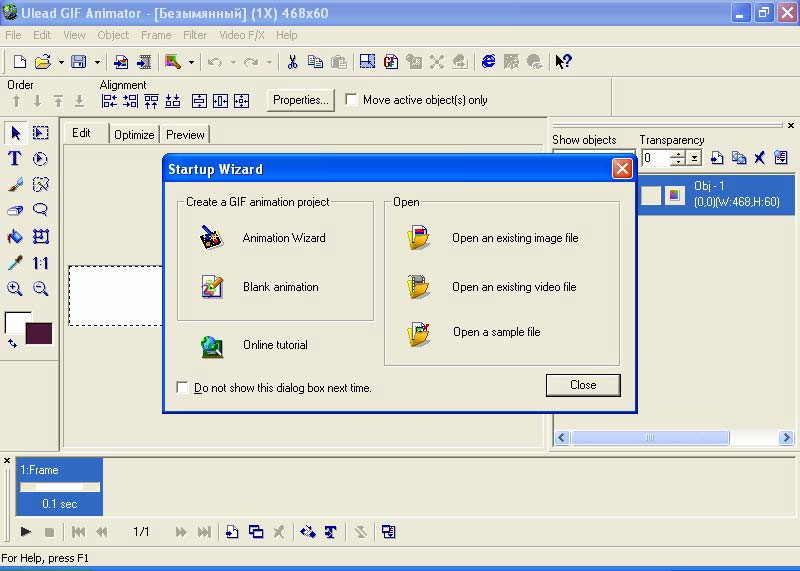 Ulead GIF Animator - [Безымянный] (1X) 468x60
File Edit View Object Frame Filter Video F/X Help
Order
Alignment
Properties...
Move active object(s) only
Edit
Optimize
Preview
Show objects
Transparency
0
Obj - 1
(0,0)(W:468,H:60)
T
1:1
Startup Wizard
Create a GIF animation project
Animation Wizard
Blank animation
Online tutorial
Open
Open an existing image file
Open an existing video file
Open a sample file
Do not show this dialog box next time.
Close
1:Frame
0.1 sec
1/1
For Help, press F1